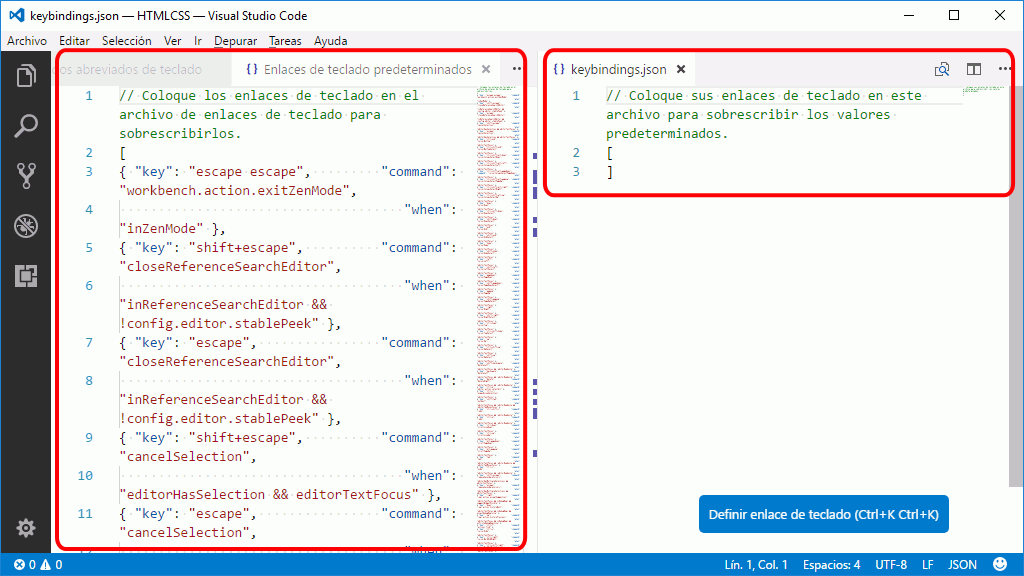 keybindings.json — HTMLCSS — Visual Studio Code
Archivo Editar Selección Ver Ir Depurar Tareas Ayuda
abreviados de teclado
{ } Enlaces de teclado predeterminados ×
1 // Coloque los enlaces de teclado en el
archivo de enlaces de teclado para
sobrescribirlos.
2 [
3 { "key": "escape escape", "command":
"workbench.action.exitZenMode",
4 "when":
"inZenMode" },
5 { "key": "shift+escape", "command":
"closeReferenceSearchEditor",
6 "when":
"inReferenceSearchEditor &&
!config.editor.stablePeek" },
7 { "key": "escape", "command":
"closeReferenceSearchEditor",
8 "when":
"inReferenceSearchEditor &&
!config.editor.stablePeek" },
9 { "key": "shift+escape", "command":
"cancelSelection",
10 "when":
"editorHasSelection && editorTextFocus" },
11 { "key": "escape", "command":
"cancelSelection",
"when":
{ } keybindings.json ×
1 // Coloque sus enlaces de teclado en este
archivo para sobrescribir los valores
predeterminados.
2 [
3 ]
Definir enlace de teclado (Ctrl+K Ctrl+K)
0 0 Lín. 1, Col. 1 Espacios: 4 UTF-8 LF JSON